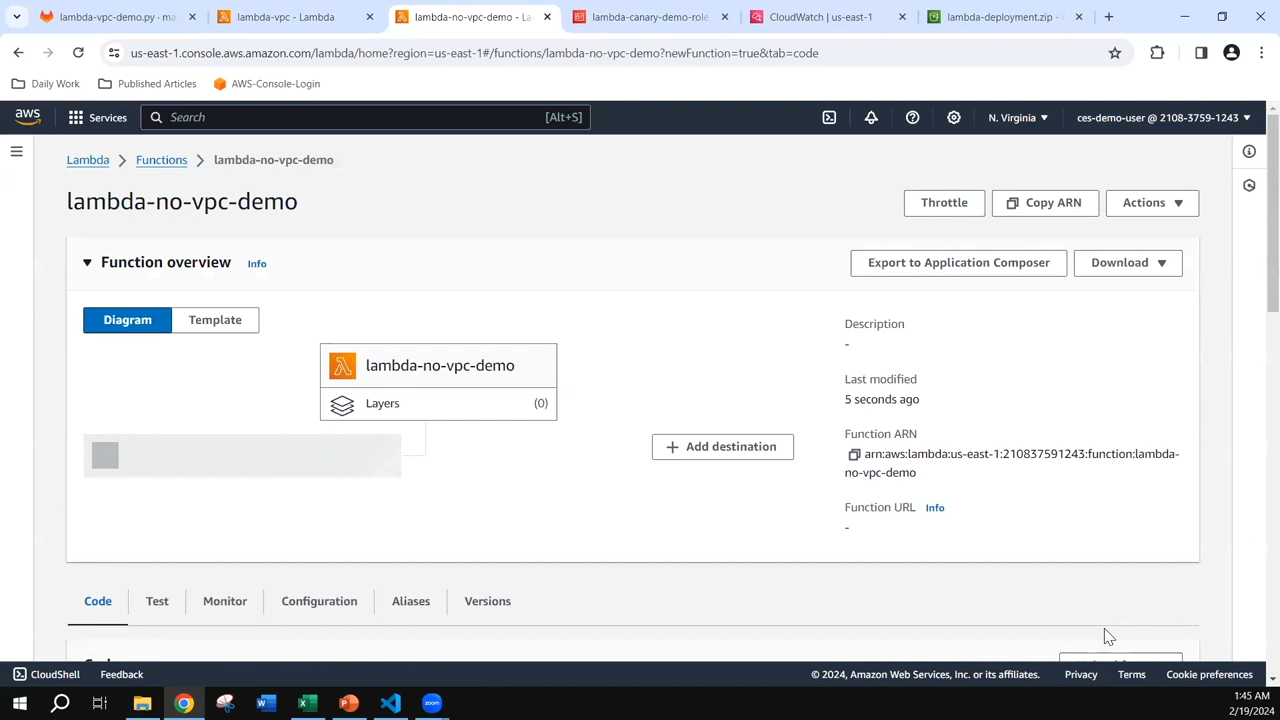 lambda-vpc-demo.py · ma
lambda-vpc - Lambda
lambda-no-vpc-demo - La
lambda-canary-demo-role
CloudWatch | us-east-1
lambda-deployment.zip -
us-east-1.console.aws.amazon.com/lambda/home?region=us-east-1#/functions/lambda-no-vpc-demo?newFunction=true&tab=code
Daily Work
Published Articles
AWS-Console-Login
aws
Services
Search
[Alt+S]
N. Virginia
ces-demo-user @ 2108-3759-1243
Lambda
Functions
lambda-no-vpc-demo
lambda-no-vpc-demo
Throttle
Copy ARN
Actions
Function overview
Info
Export to Application Composer
Download
Diagram
Template
lambda-no-vpc-demo
Layers
(0)
Add destination
Description
-
Last modified
5 seconds ago
Function ARN
arn:aws:lambda:us-east-1:210837591243:function:lambda-
no-vpc-demo
Function URL
Info
-
Code
Test
Monitor
Configuration
Aliases
Versions
CloudShell
Feedback
© 2024, Amazon Web Services, Inc. or its affiliates.
Privacy
Terms
Cookie preferences
zoom
1:45 AM
2/19/2024